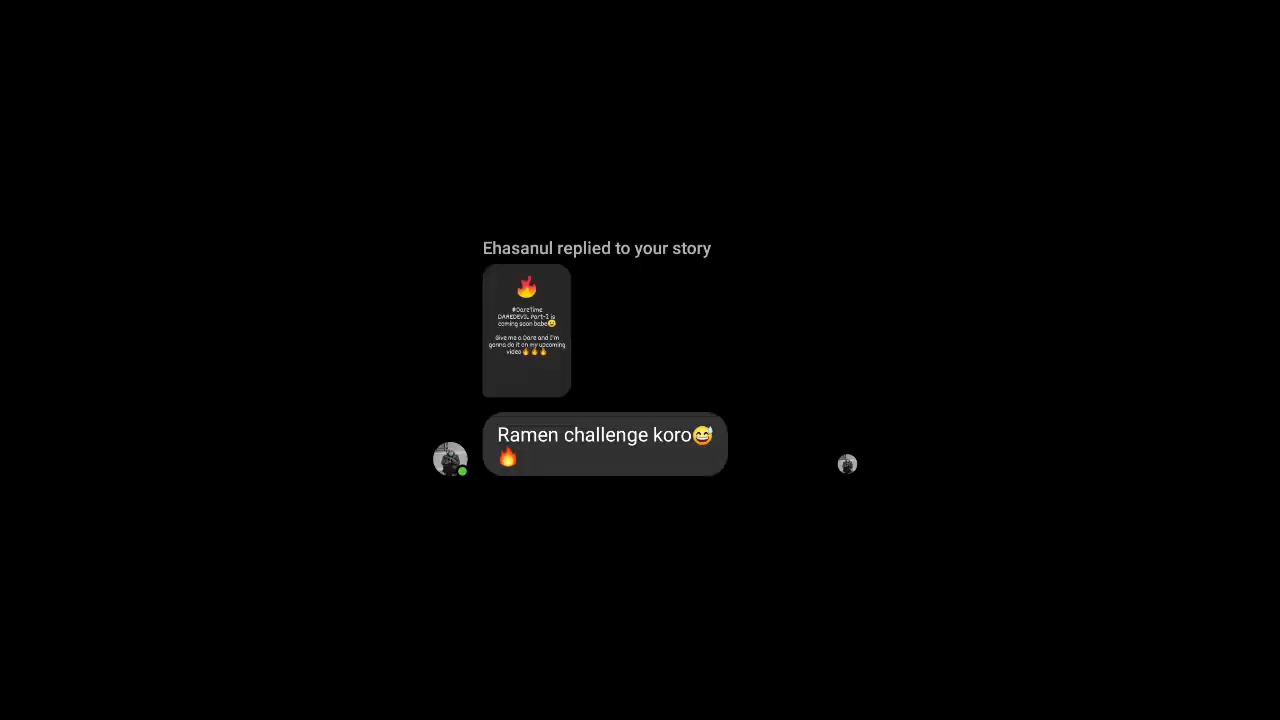 Ehasanul replied to your story
🔥
#DareTime
DAREDEVIL Part-2 is
coming soon babe😉
Give me a Dare and I'm
gonna do it on my upcoming
video🔥🔥🔥
Ramen challenge koro😅
🔥